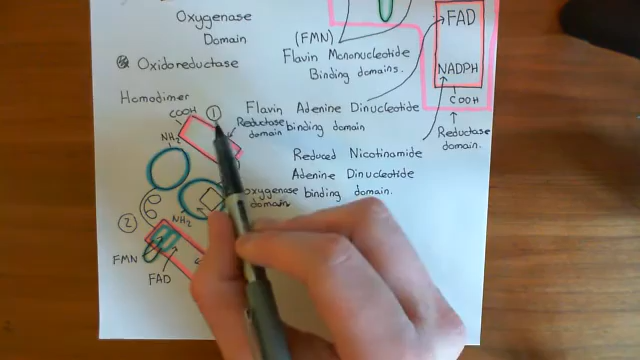 Oxygenase
Domain
Oxidoreductase
Homodimer
COOH
①
NH2
Reductase
domain
oxygenase
domain
NH2
②
FMN
FAD
(FMN)
Flavin Mononucleotide
Binding domains.
Flavin Adenine Dinucleotide
binding domain
Reduced Nicotinamide
Adenine Dinucleotide
binding domain.
FAD
NADPH
COOH
Reductase
domain.